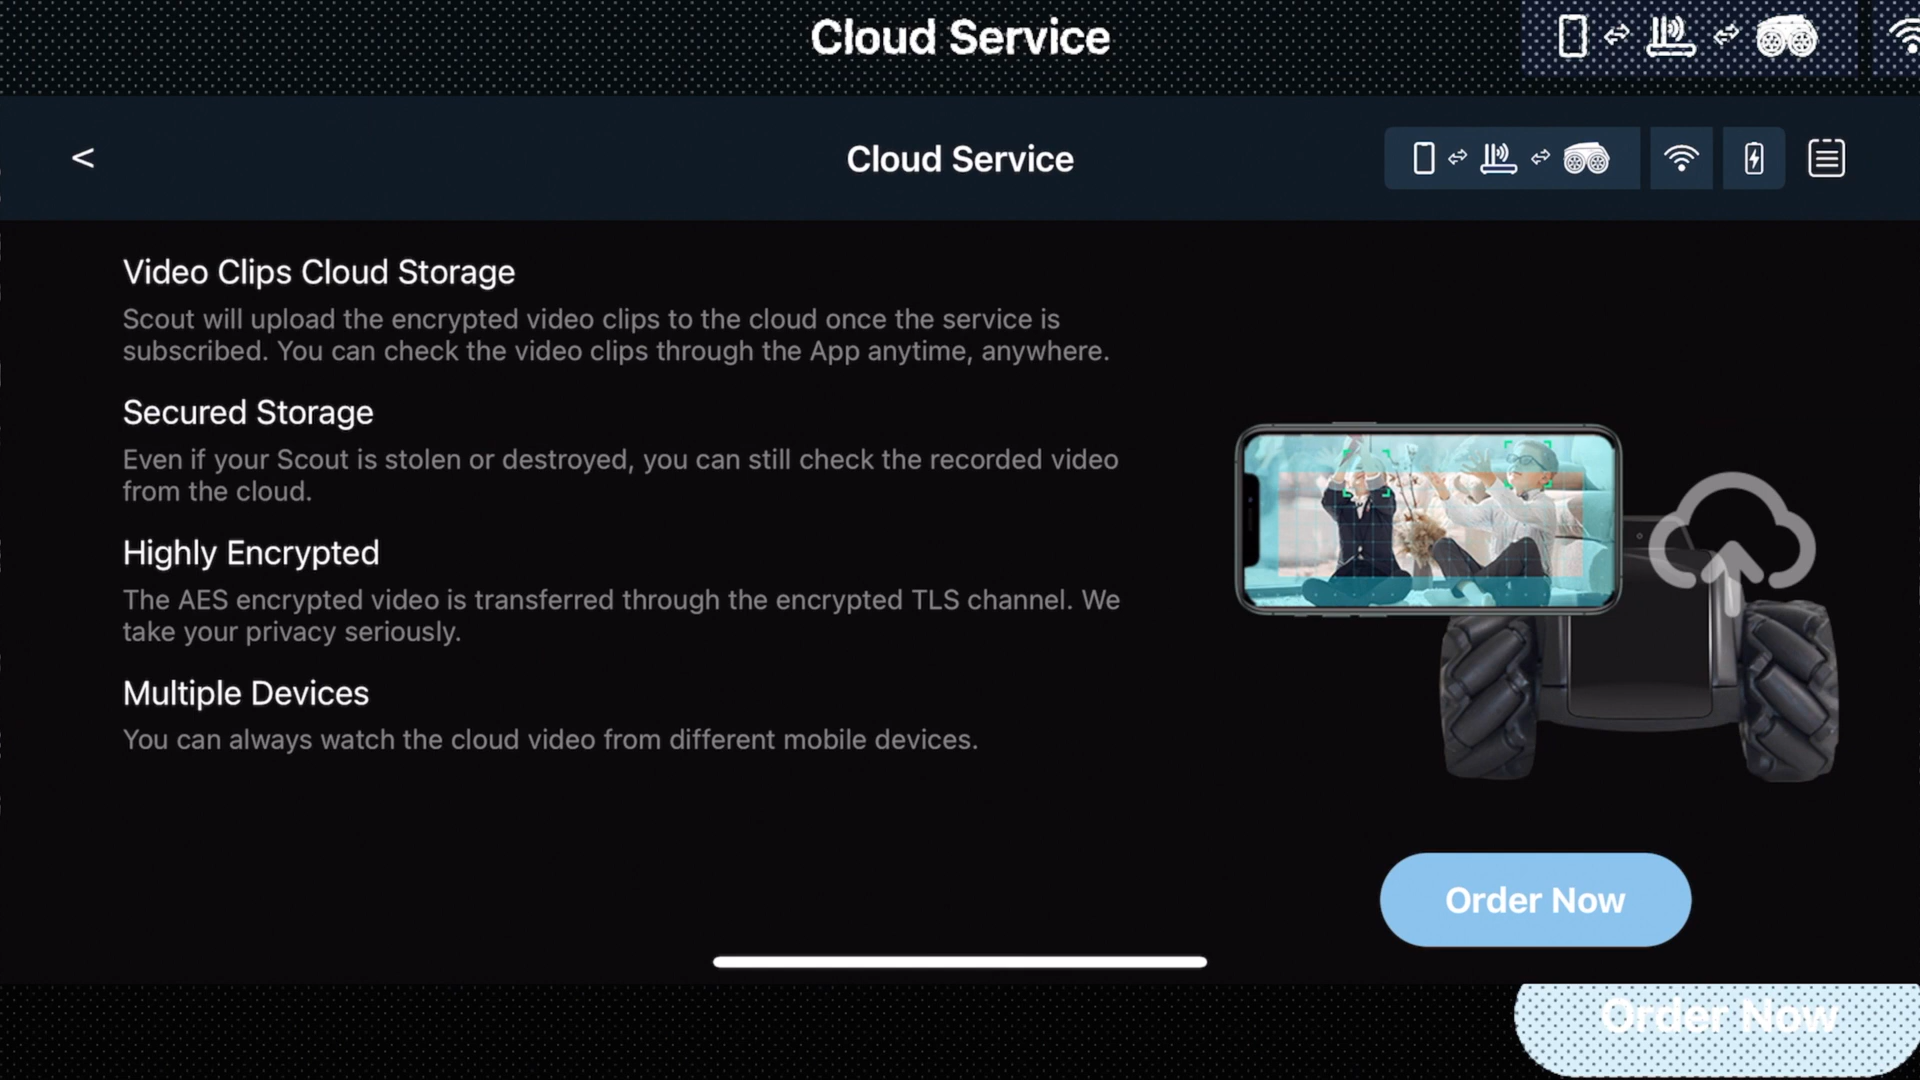 Cloud Service
<
Cloud Service
Video Clips Cloud Storage
Scout will upload the encrypted video clips to the cloud once the service is
subscribed. You can check the video clips through the App anytime, anywhere.
Secured Storage
Even if your Scout is stolen or destroyed, you can still check the recorded video
from the cloud.
Highly Encrypted
The AES encrypted video is transferred through the encrypted TLS channel. We
take your privacy seriously.
Multiple Devices
You can always watch the cloud video from different mobile devices.
Order Now
Order Now